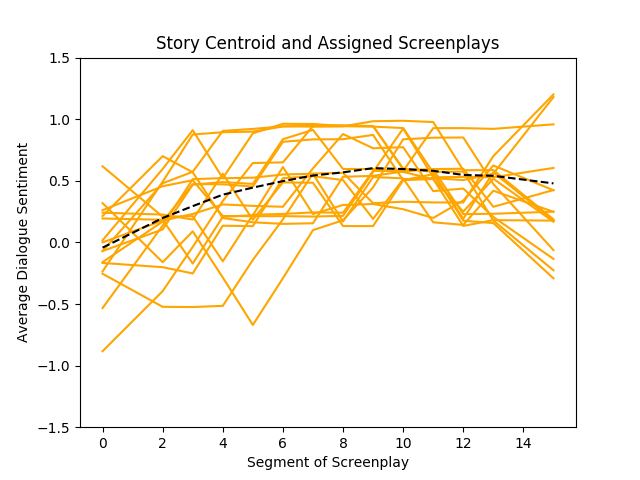 Story Centroid and Assigned Screenplays
1.5
1.0
0.5
0.0
−0.5
−1.0
−1.5
Average Dialogue Sentiment
0 2 4 6 8 10 12 14
Segment of Screenplay